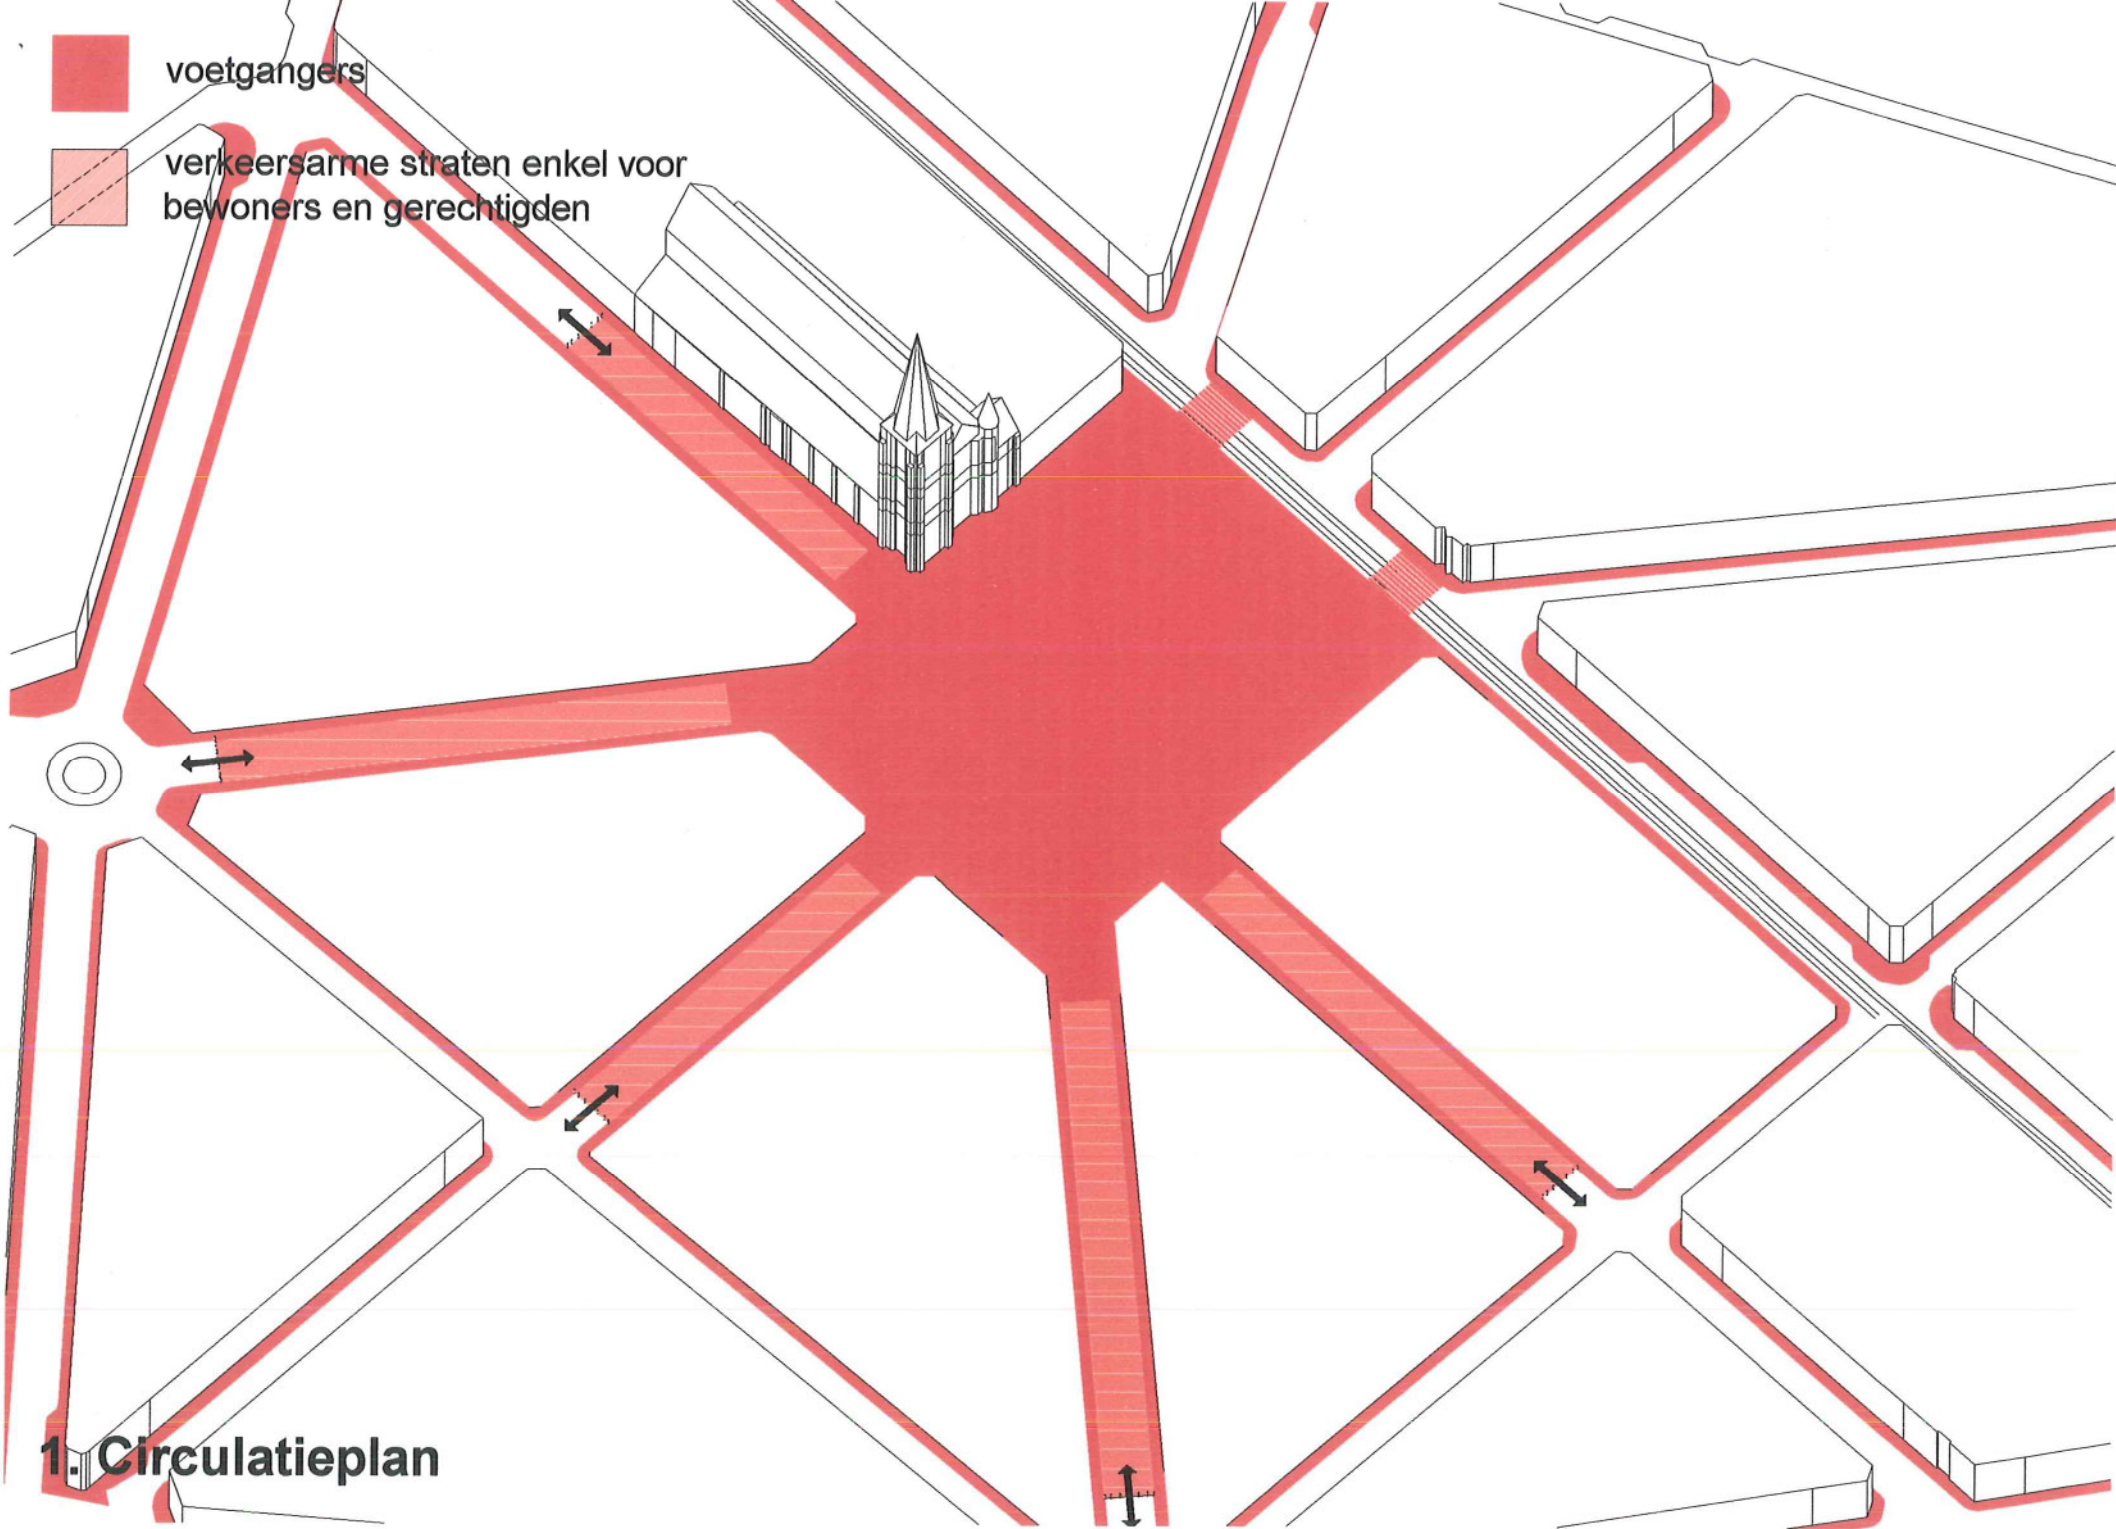 voetgangers
verkeersarme straten enkel voor
bewoners en gerechtigden
1. Circulatieplan